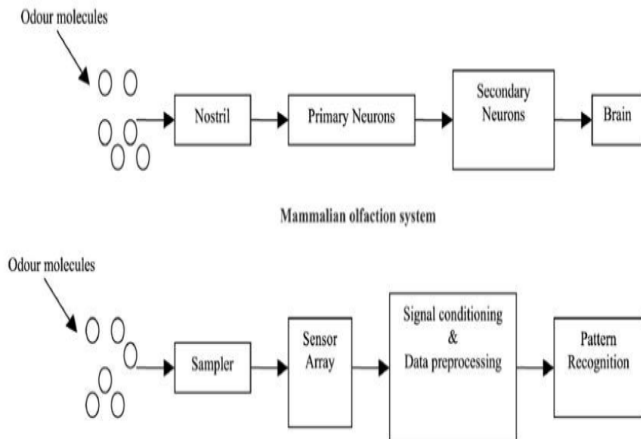 Odour molecules
Nostril
Primary Neurons
Secondary
Neurons
Brain
Mammalian olfaction system
Odour molecules
Sampler
Sensor
Array
Signal conditioning
&
Data preprocessing
Pattern
Recognition